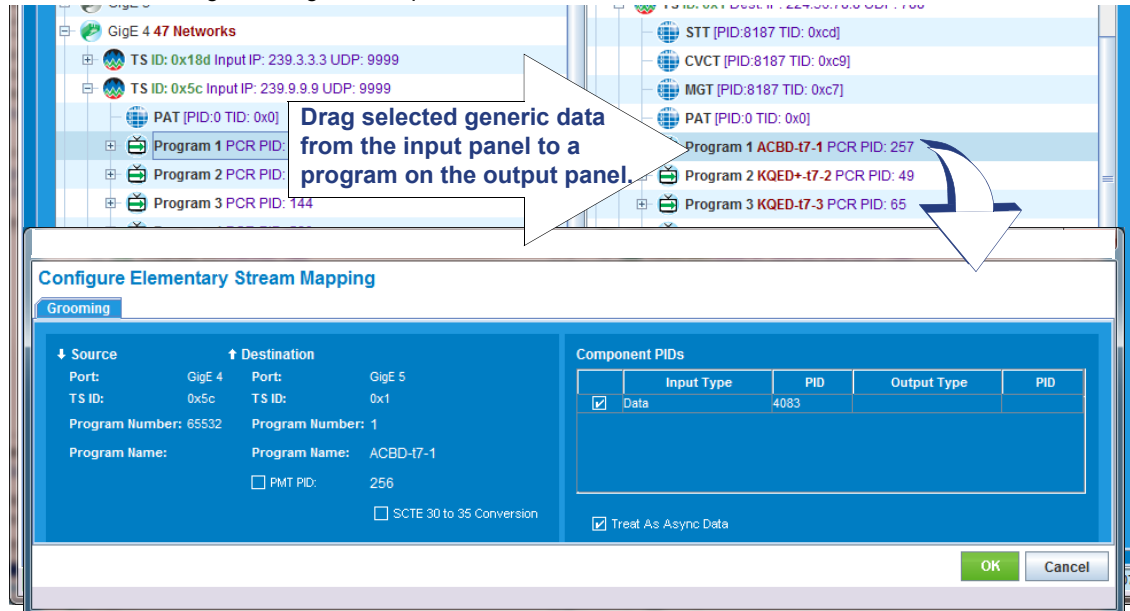 GigE 4 47 Networks
TS ID: 0x18d Input IP: 239.3.3.3 UDP: 9999
TS ID: 0x5c Input IP: 239.9.9.9 UDP: 9999
PAT [PID:0 TID: 0x0]
Program 1 PCR PID:
Program 2 PCR PID:
Program 3 PCR PID: 144
Drag selected generic data
from the input panel to a
program on the output panel.
STT [PID:8187 TID: 0xcd]
CVCT [PID:8187 TID: 0xc9]
MGT [PID:8187 TID: 0xc7]
PAT [PID:0 TID: 0x0]
Program 1 ACBD-t7-1 PCR PID: 257
Program 2 KQED+-t7-2 PCR PID: 49
Program 3 KQED-t7-3 PCR PID: 65
Configure Elementary Stream Mapping
Grooming
Source Destination
Port: GigE 4 Port: GigE 5
TS ID: 0x5c TS ID: 0x1
Program Number: 65532 Program Number: 1
Program Name: Program Name: ACBD-t7-1
PMT PID: 256
SCTE 30 to 35 Conversion
Component PIDs
Input Type PID Output Type PID
Data 4083
Treat As Async Data
OK Cancel